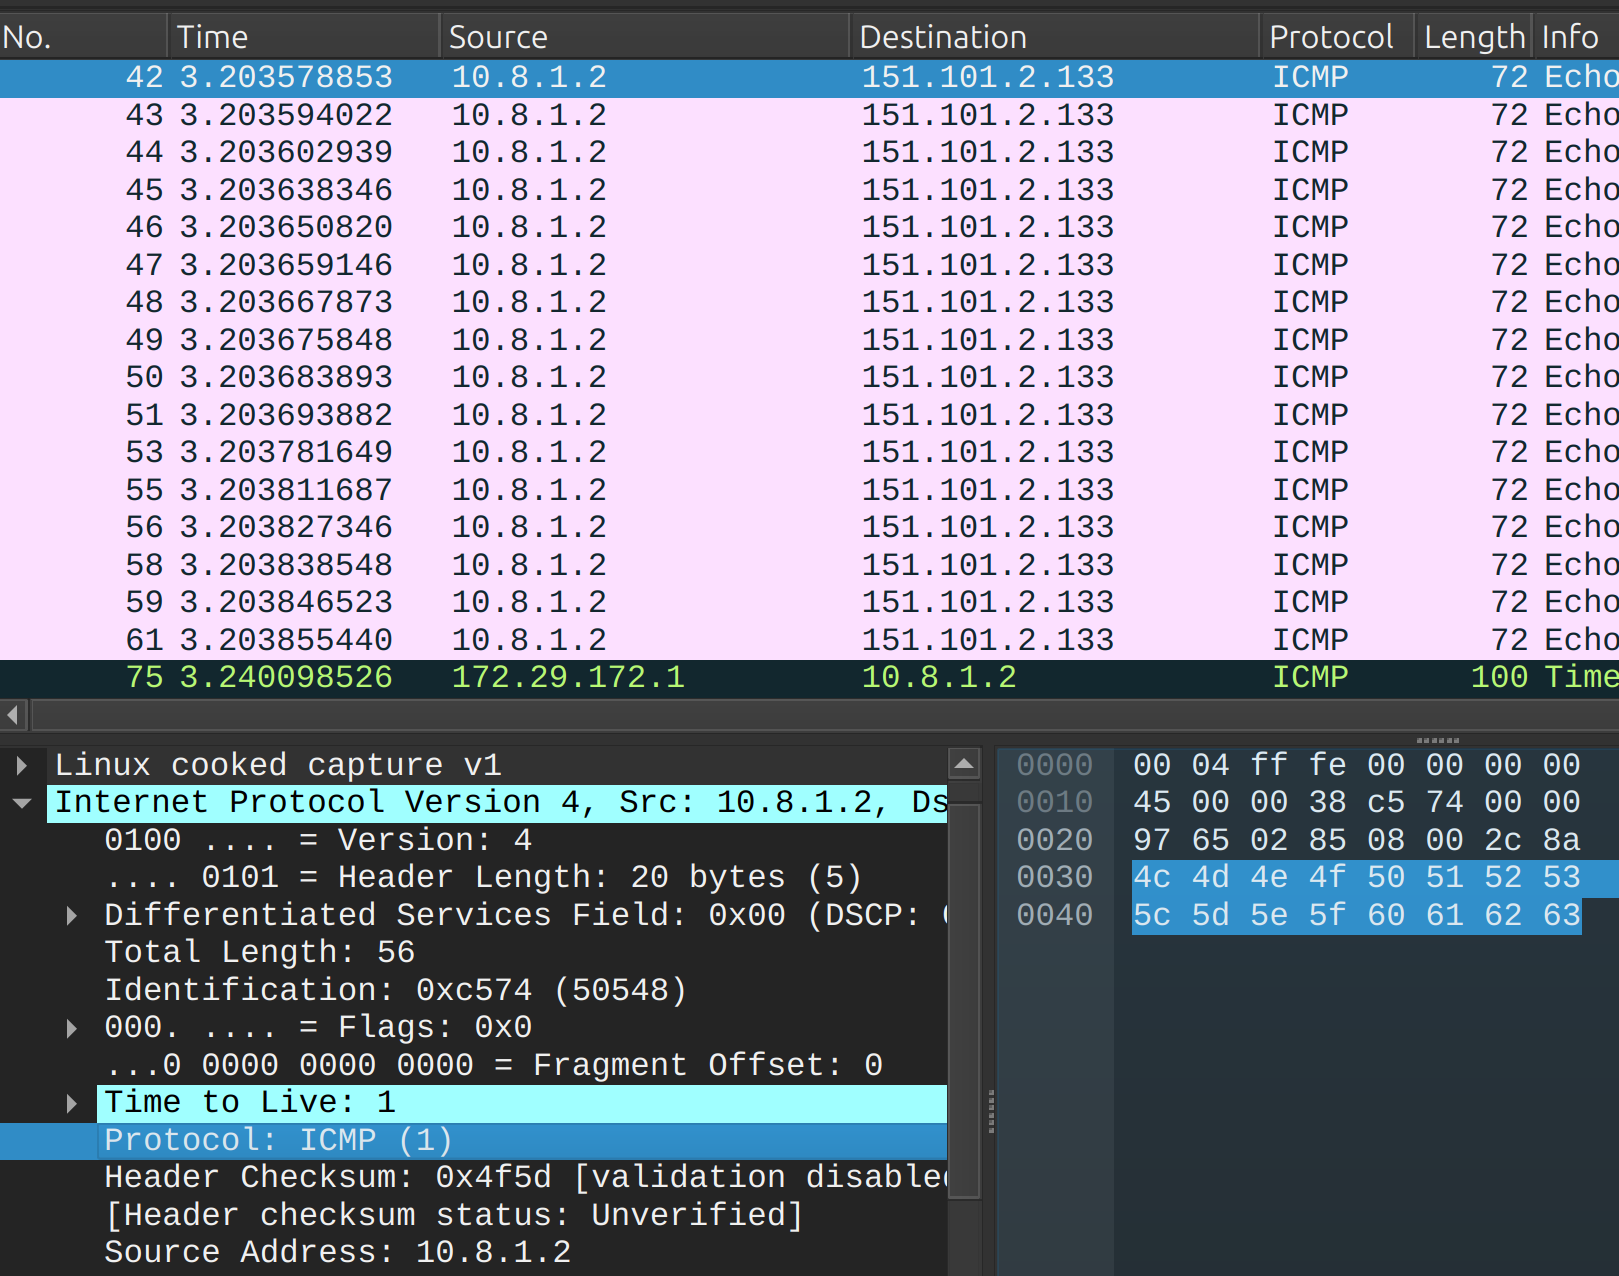 No. Time Source Destination Protocol Length Info
42 3.203578853 10.8.1.2 151.101.2.133 ICMP 72 Echo
43 3.203594022 10.8.1.2 151.101.2.133 ICMP 72 Echo
44 3.203602939 10.8.1.2 151.101.2.133 ICMP 72 Echo
45 3.203638346 10.8.1.2 151.101.2.133 ICMP 72 Echo
46 3.203650820 10.8.1.2 151.101.2.133 ICMP 72 Echo
47 3.203659146 10.8.1.2 151.101.2.133 ICMP 72 Echo
48 3.203667873 10.8.1.2 151.101.2.133 ICMP 72 Echo
49 3.203675848 10.8.1.2 151.101.2.133 ICMP 72 Echo
50 3.203683893 10.8.1.2 151.101.2.133 ICMP 72 Echo
51 3.203693882 10.8.1.2 151.101.2.133 ICMP 72 Echo
53 3.203781649 10.8.1.2 151.101.2.133 ICMP 72 Echo
55 3.203811687 10.8.1.2 151.101.2.133 ICMP 72 Echo
56 3.203827346 10.8.1.2 151.101.2.133 ICMP 72 Echo
58 3.203838548 10.8.1.2 151.101.2.133 ICMP 72 Echo
59 3.203846523 10.8.1.2 151.101.2.133 ICMP 72 Echo
61 3.203855440 10.8.1.2 151.101.2.133 ICMP 72 Echo
75 3.240098526 172.29.172.1 10.8.1.2 ICMP 100 Time
Linux cooked capture v1
Internet Protocol Version 4, Src: 10.8.1.2, Ds
0100 .... = Version: 4
.... 0101 = Header Length: 20 bytes (5)
Differentiated Services Field: 0x00 (DSCP:
Total Length: 56
Identification: 0xc574 (50548)
000. .... = Flags: 0x0
...0 0000 0000 0000 = Fragment Offset: 0
Time to Live: 1
Protocol: ICMP (1)
Header Checksum: 0x4f5d [validation disabled
[Header checksum status: Unverified]
Source Address: 10.8.1.2
0000 00 04 ff fe 00 00 00 00
0010 45 00 00 38 c5 74 00 00
0020 97 65 02 85 08 00 2c 8a
0030 4c 4d 4e 4f 50 51 52 53
0040 5c 5d 5e 5f 60 61 62 63